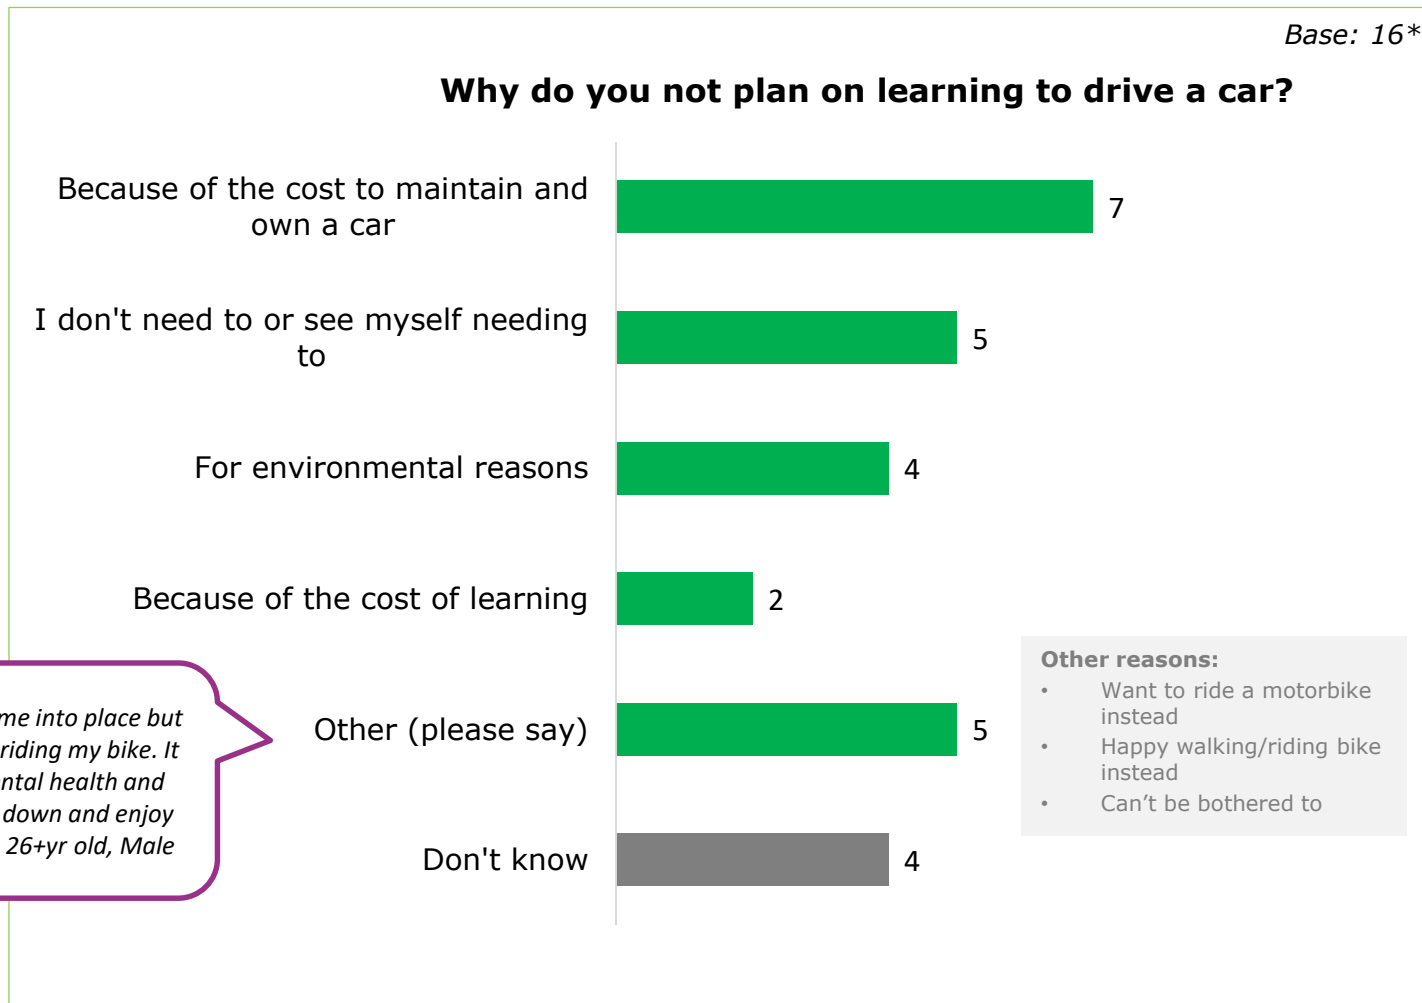 Base: 16*
Why do you not plan on learning to drive a car?
Because of the cost to maintain and
own a car
7
I don't need to or see myself needing
to
5
For environmental reasons
4
Because of the cost of learning
2
me into place but
riding my bike. It
ntal health and
down and enjoy
26+yr old, Male
Other (please say)
5
Other reasons:
• Want to ride a motorbike
instead
• Happy walking/riding bike
instead
• Can’t be bothered to
Don't know
4